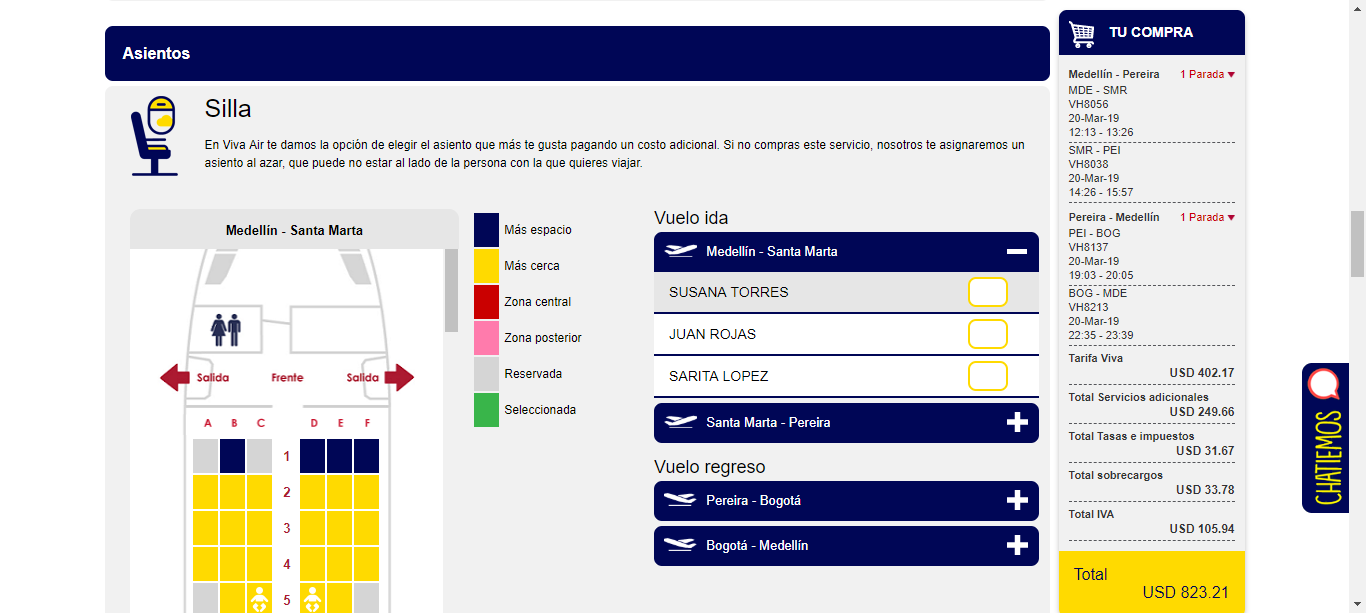 Asientos
Silla
En Viva Air te damos la opción de elegir el asiento que más te gusta pagando un costo adicional. Si no compras este servicio, nosotros te asignaremos un
asiento al azar, que puede no estar al lado de la persona con la que quieres viajar.
Medellín - Santa Marta
Salida Frente Salida
A B C D E F
1
2
3
4
5
Más espacio
Más cerca
Zona central
Zona posterior
Reservada
Seleccionada
Vuelo ida
Medellín - Santa Marta
SUSANA TORRES
JUAN ROJAS
SARITA LOPEZ
Santa Marta - Pereira
Vuelo regreso
Pereira - Bogotá
Bogotá - Medellín
TU COMPRA
Medellín - Pereira 1 Parada
MDE - SMR
VH8056
20-Mar-19
12:13 - 13:26
SMR - PEI
VH8038
20-Mar-19
14:26 - 15:57
Pereira - Medellín 1 Parada
PEI - BOG
VH8137
20-Mar-19
19:03 - 20:05
BOG - MDE
VH8213
20-Mar-19
22:35 - 23:39
Tarifa Viva
USD 402.17
Total Servicios adicionales
USD 249.66
Total Tasas e impuestos
USD 31.67
Total sobrecargos
USD 33.78
Total IVA
USD 105.94
Total
USD 823.21
CHATIEMOS